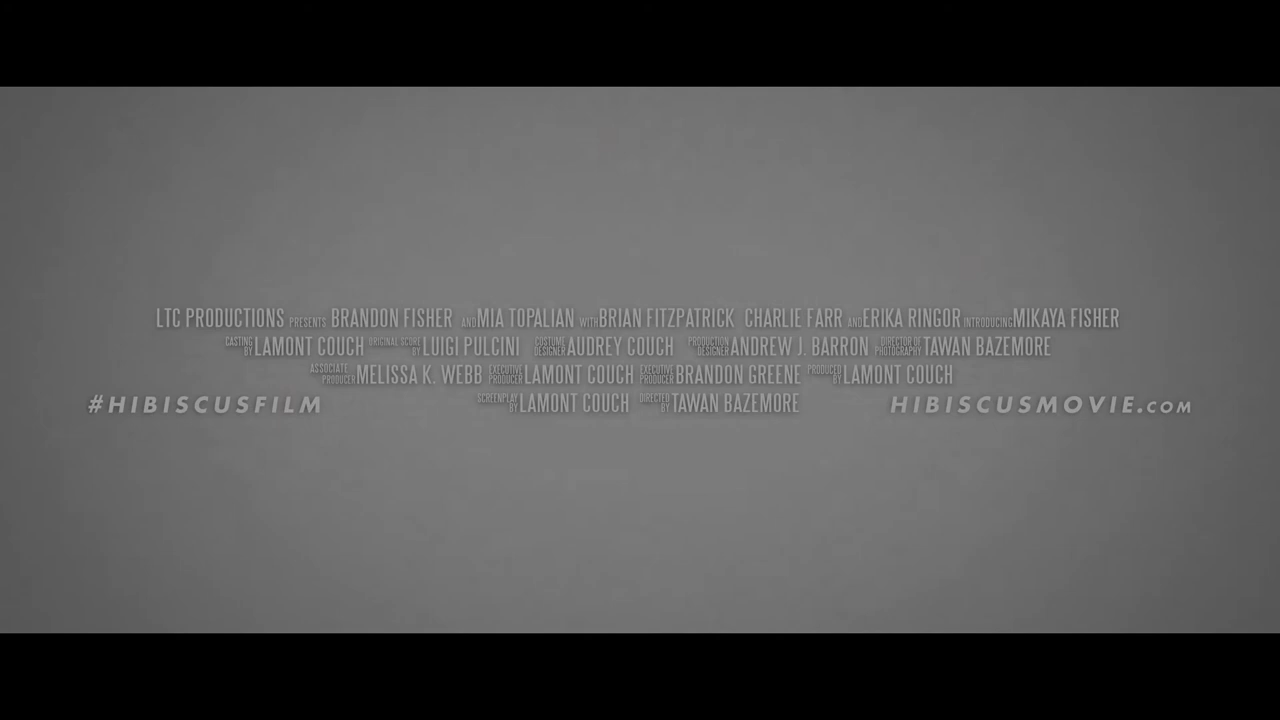 LTC PRODUCTIONS PRESENTS BRANDON FISHER AND MIA TOPALIAN WITH BRIAN FITZPATRICK CHARLIE FARR AND ERIKA RINGOR INTRODUCING MIKAYA FISHER
CASTING BY LAMONT COUCH ORIGINAL SCORE BY LUIGI PULCINI COSTUME DESIGNER AUDREY COUCH PRODUCTION DESIGNER ANDREW J. BARRON DIRECTOR OF PHOTOGRAPHY TAWAN BAZEMORE
ASSOCIATE PRODUCER MELISSA K. WEBB EXECUTIVE PRODUCER LAMONT COUCH EXECUTIVE PRODUCER BRANDON GREENE PRODUCED BY LAMONT COUCH
#HIBISCUSFILM SCREENPLAY BY LAMONT COUCH DIRECTED BY TAWAN BAZEMORE HIBISCUSMOVIE.COM